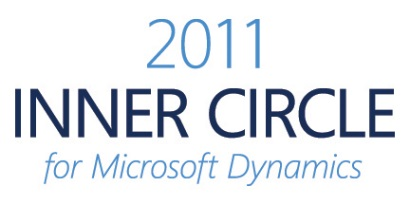 2011
INNER CIRCLE
for Microsoft Dynamics